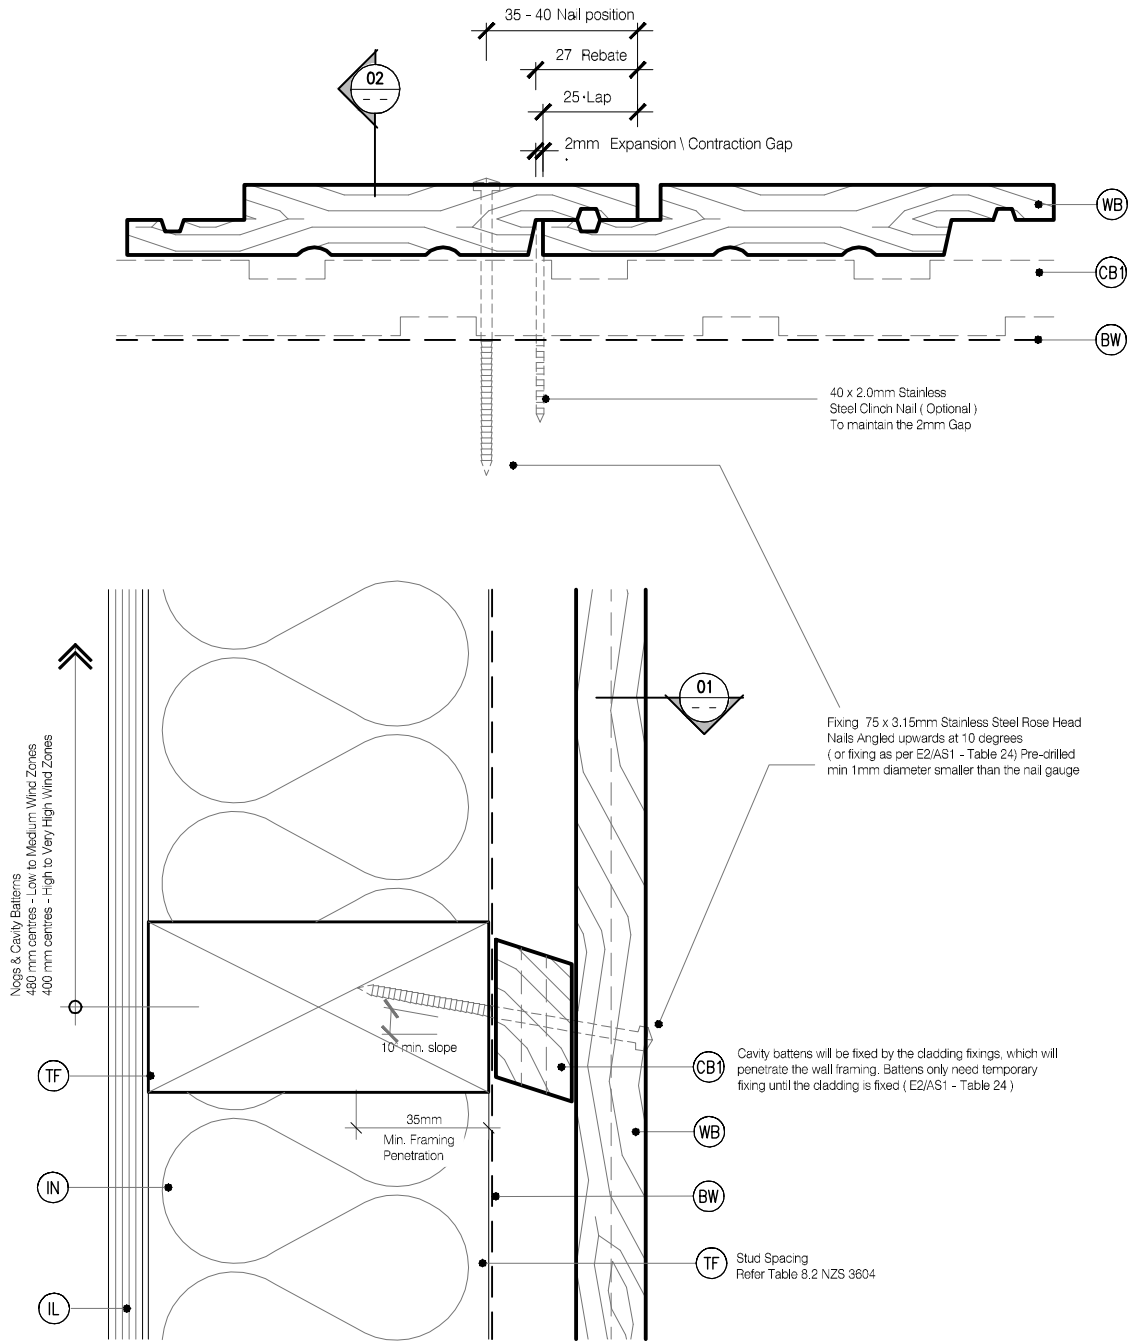 35 - 40 Nail position
27 Rebate
25 Lap
2mm Expansion \ Contraction Gap
02
- -
WB
CB1
BW
40 x 2.0mm Stainless
Steel Clinch Nail ( Optional )
To maintain the 2mm Gap
01
- -
Fixing 75 x 3.15mm Stainless Steel Rose Head
Nails Angled upwards at 10 degrees
( or fixing as per E2/AS1 - Table 24) Pre-drilled
min 1mm diameter smaller than the nail gauge
Nogs & Cavity Battens
480 mm centres - Low to Medium Wind Zones
400 mm centres - High to Very High Wind Zones
10° min. slope
TF
CB1
Cavity battens will be fixed by the cladding fixings, which will
penetrate the wall framing. Battens only need temporary
fixing until the cladding is fixed ( E2/AS1 - Table 24 )
35mm
Min. Framing
Penetration
WB
IN
BW
TF
Stud Spacing
Refer Table 8.2 NZS 3604
IL